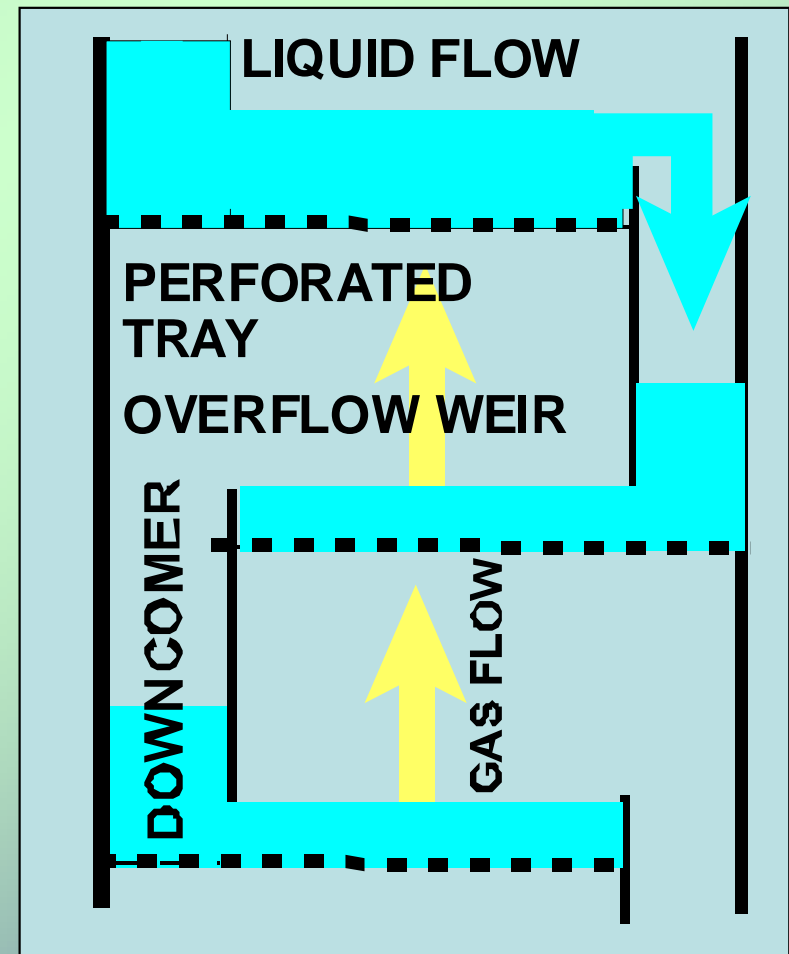 LIQUID FLOW
PERFORATED
TRAY
OVERFLOW WEIR
DOWNCOMER
GAS FLOW